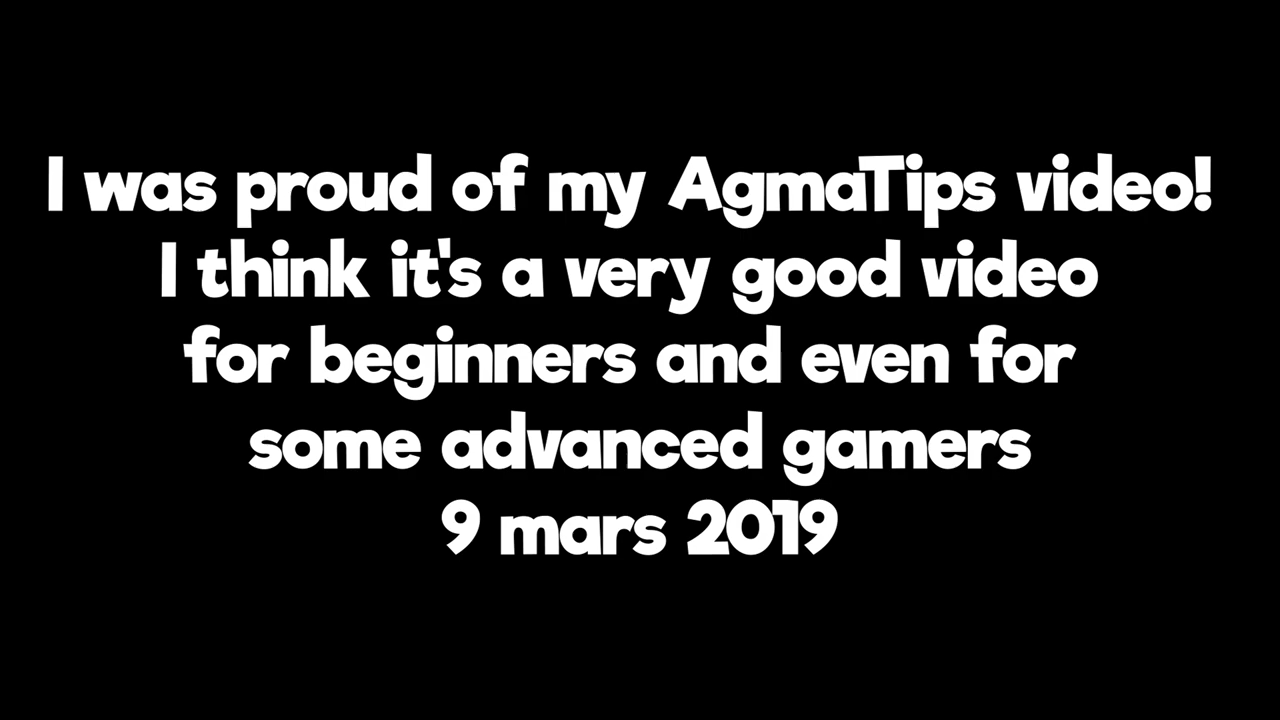 I was proud of my AgmaTips video!
I think it's a very good video
for beginners and even for
some advanced gamers
9 mars 2019